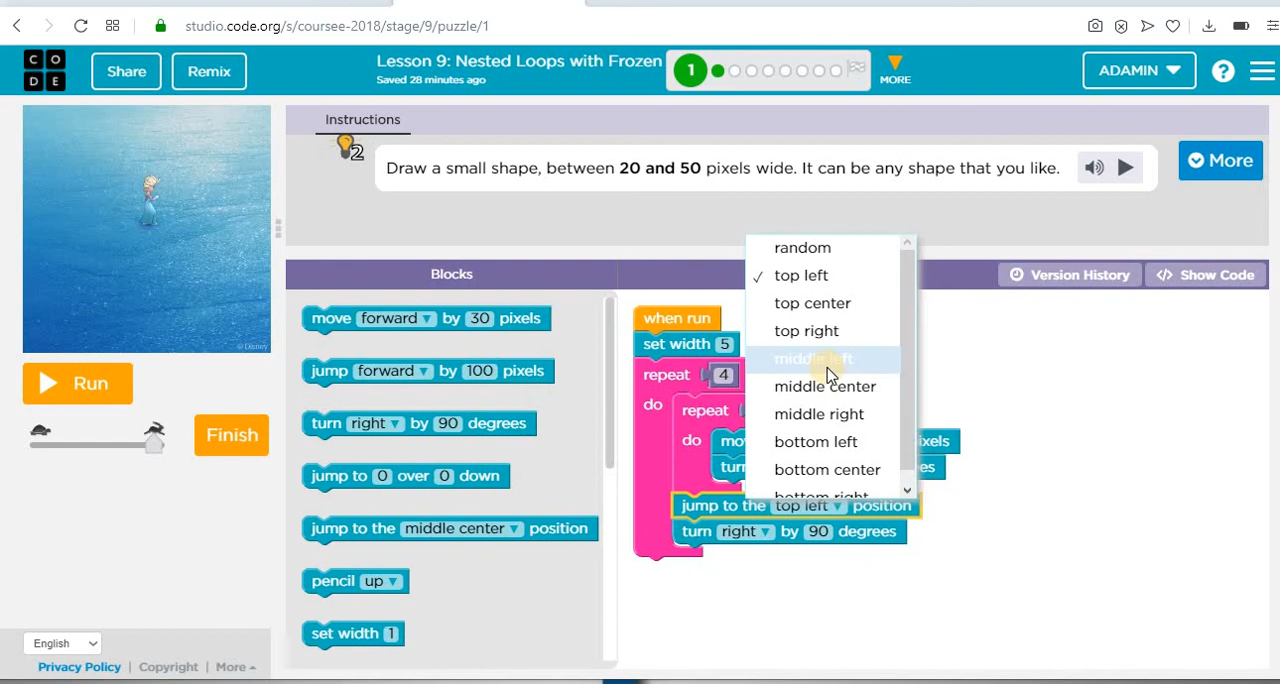 studio.code.org/s/coursee-2018/stage/9/puzzle/1
C O
D E
Share
Remix
Lesson 9: Nested Loops with Frozen
Saved 28 minutes ago
1
MORE
ADAMIN
?
Instructions
2
Draw a small shape, between 20 and 50 pixels wide. It can be any shape that you like.
More
Blocks
Version History
</> Show Code
© Disney
Run
Finish
move forward by 30 pixels
jump forward by 100 pixels
turn right by 90 degrees
jump to 0 over 0 down
jump to the middle center position
pencil up
set width 1
when run
set width 5
repeat 4
do
repeat
do
xels
es
jump to the top left position
turn right by 90 degrees
random
top left
top center
top right
middle left
middle center
middle right
bottom left
bottom center
bottom right
English
Privacy Policy | Copyright | More